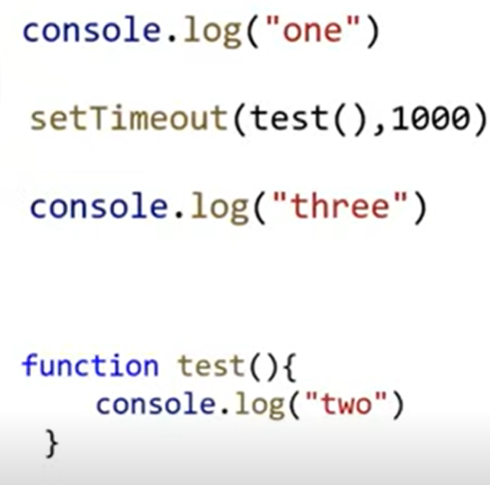 console.log("one")
setTimeout(test(),1000)
console.log("three")
function test(){
console.log("two")
}